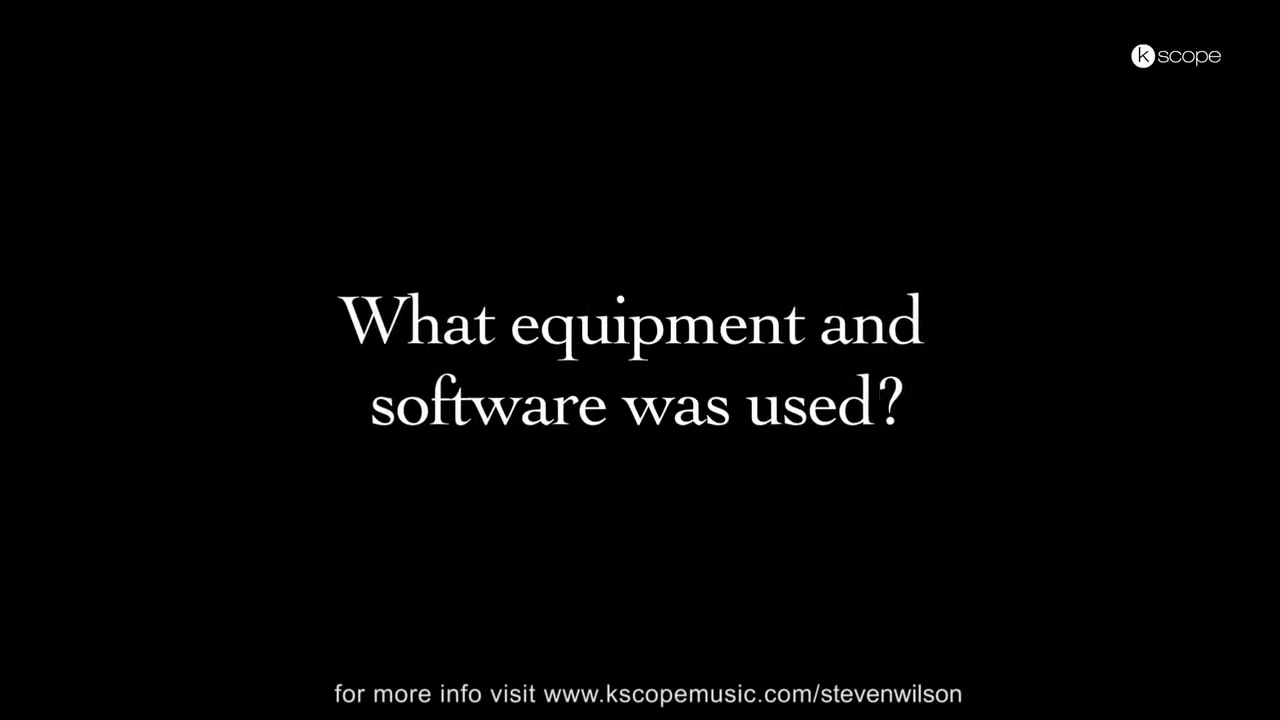 kscope
What equipment and
software was used?
for more info visit www.kscopemusic.com/stevenwilson